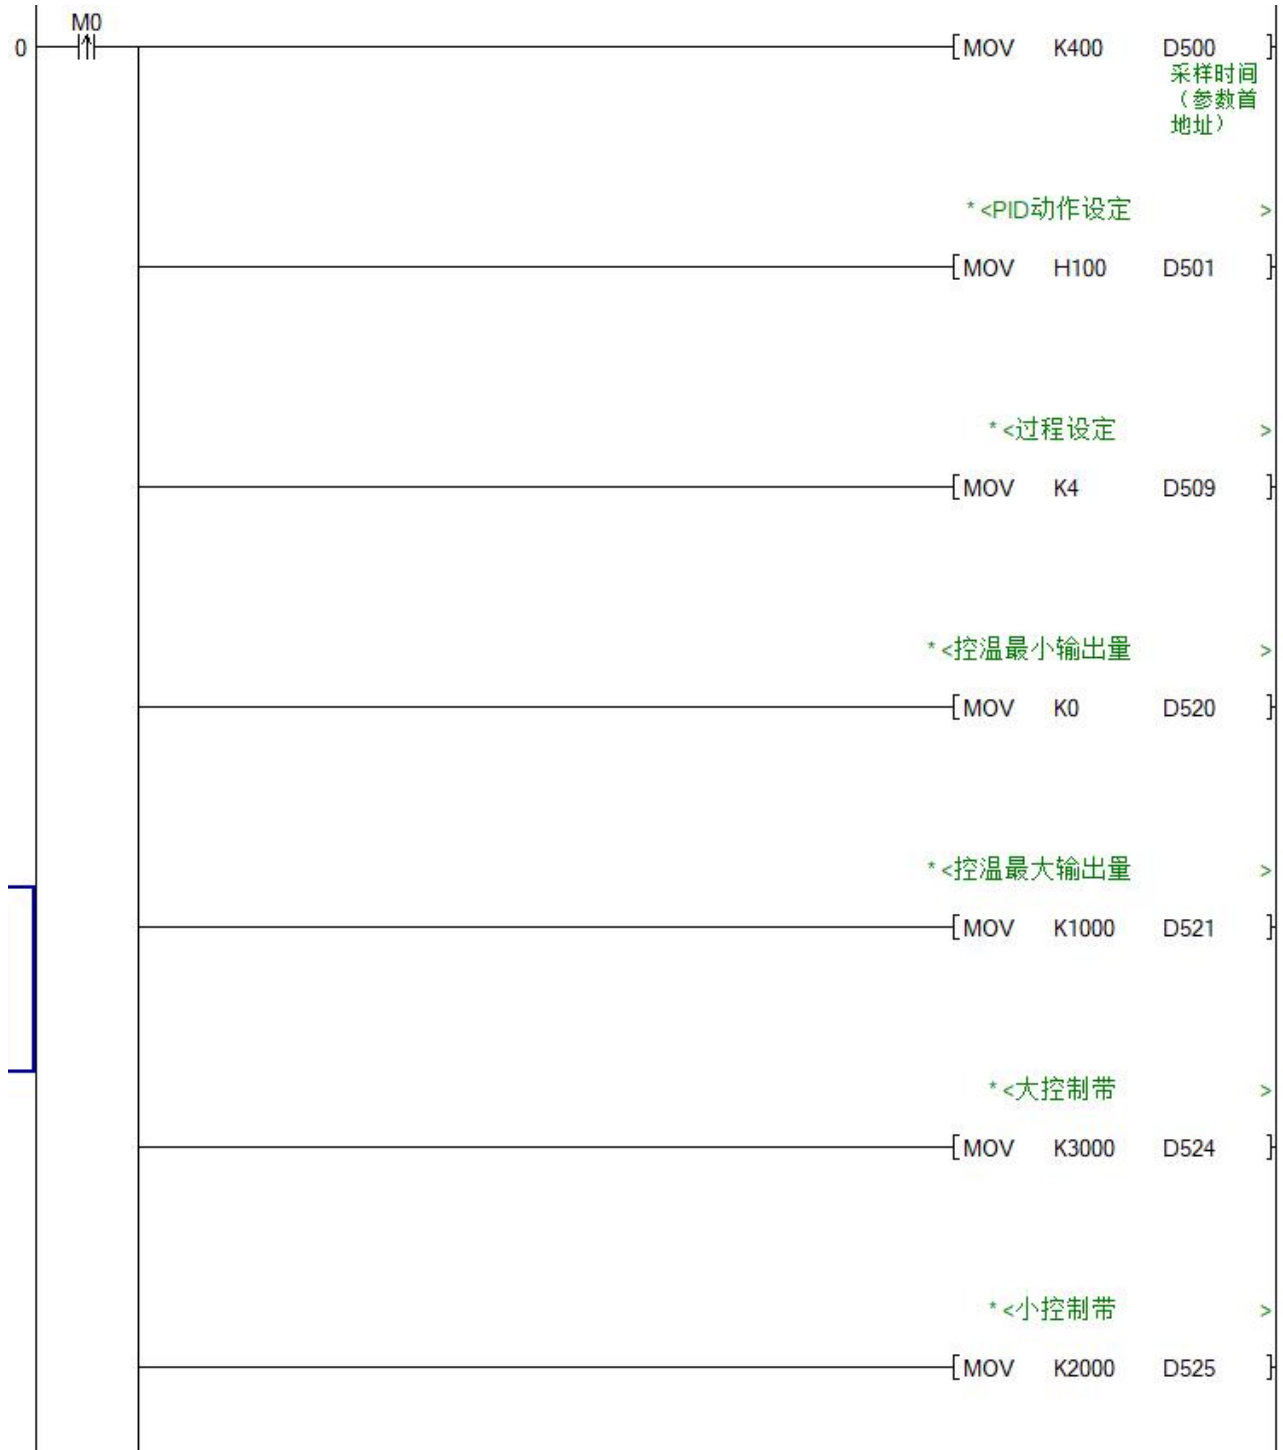 M0
0
[MOV K400 D500 ]
采样时间
（参数首
地址）
*<PID动作设定 >
[MOV H100 D501 ]
*<过程设定 >
[MOV K4 D509 ]
*<控温最小输出量 >
[MOV K0 D520 ]
*<控温最大输出量 >
[MOV K1000 D521 ]
*<大控制带 >
[MOV K3000 D524 ]
*<小控制带 >
[MOV K2000 D525 ]